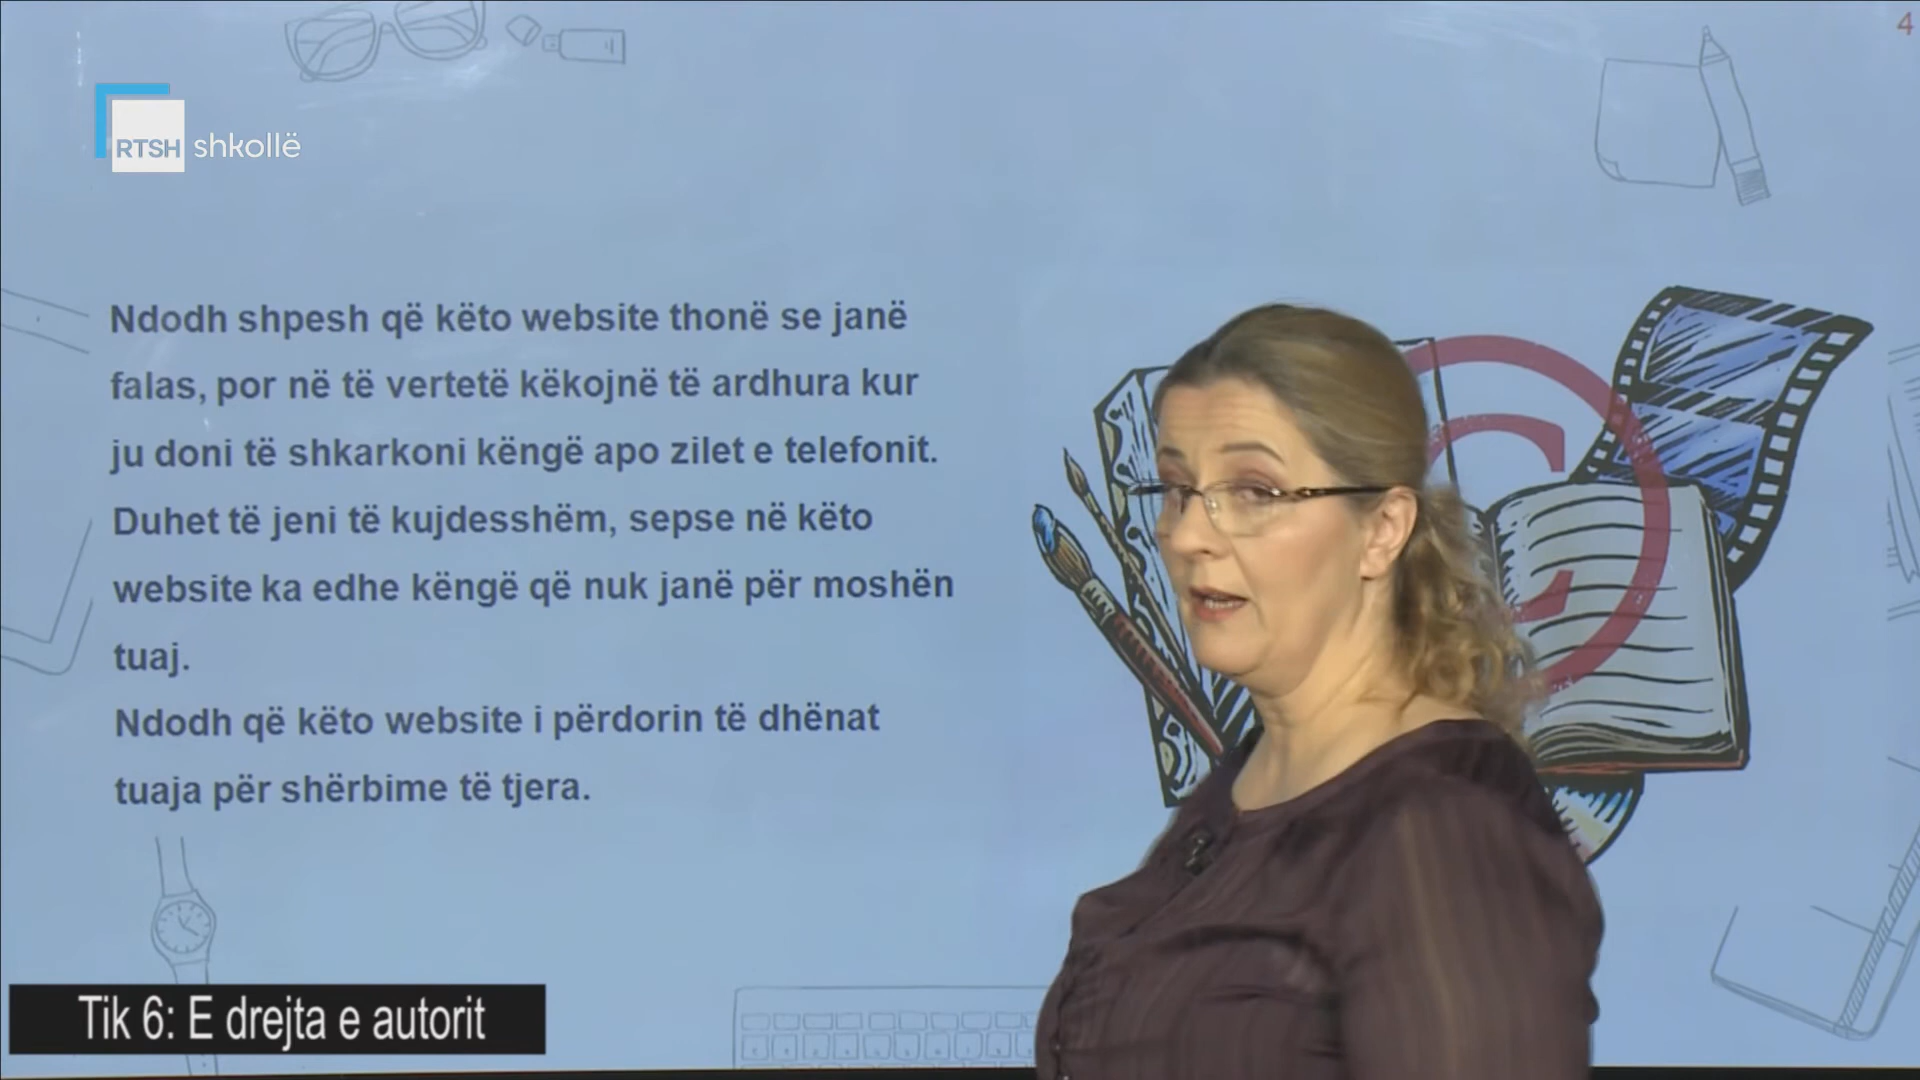 4
RTSH shkollë
Ndodh shpesh që këto website thonë se janë
falas, por në të vertetë këkojnë të ardhura kur
ju doni të shkarkoni këngë apo zilet e telefonit.
Duhet të jeni të kujdesshëm, sepse në këto
website ka edhe këngë që nuk janë për moshën
tuaj.
Ndodh që këto website i përdorin të dhënat
tuaja për shërbime të tjera.
Tik 6: E drejta e autorit